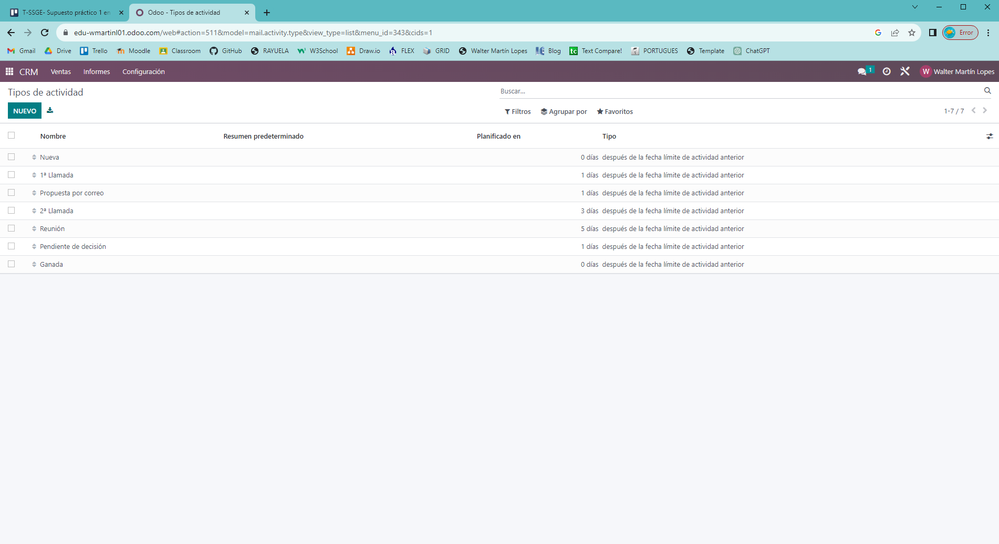 T-SSGE- Supuesto práctico 1 en
Odoo - Tipos de actividad
edu-wmartinl01.odoo.com/web#action=511&model=mail.activity.type&view_type=list&menu_id=343&cids=1
Error
Gmail Drive Trello Moodle Classroom GitHub RAYUELA W3School Draw.io FLEX GRID Walter Martín Lopes Blog Text Compare! PORTUGUES Template ChatGPT
CRM Ventas Informes Configuración 1 W Walter Martín Lopes
Tipos de actividad
Buscar...
NUEVO
Filtros Agrupar por Favoritos 1-7 / 7
Nombre Resumen predeterminado Planificado en Tipo
Nueva 0 días después de la fecha límite de actividad anterior
1ª Llamada 1 días después de la fecha límite de actividad anterior
Propuesta por correo 1 días después de la fecha límite de actividad anterior
2ª Llamada 3 días después de la fecha límite de actividad anterior
Reunión 5 días después de la fecha límite de actividad anterior
Pendiente de decisión 1 días después de la fecha límite de actividad anterior
Ganada 0 días después de la fecha límite de actividad anterior